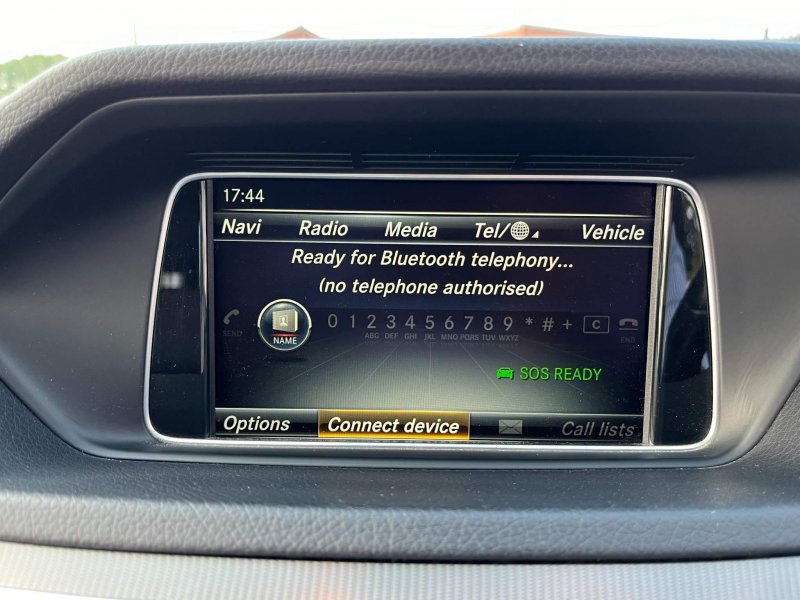 17:44
Navi Radio Media Tel/ Vehicle
Ready for Bluetooth telephony...
(no telephone authorised)
0 1 2 3 4 5 6 7 8 9 * # + C
SEND NAME ABC DEF GHI JKL MNO PQRS TUV WXYZ END
SOS READY
Options Connect device Call lists